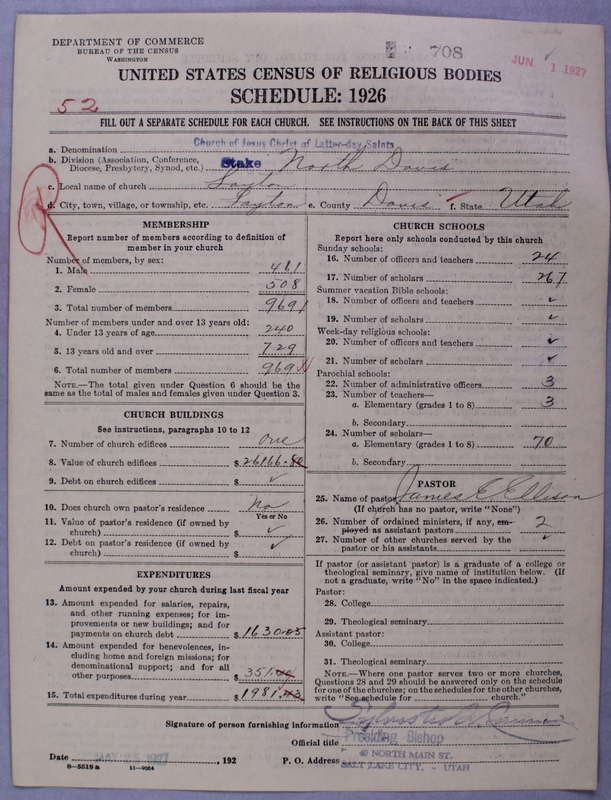 708
JUN 1 1927
DEPARTMENT OF COMMERCE
BUREAU OF THE CENSUS
WASHINGTON
UNITED STATES CENSUS OF RELIGIOUS BODIES
SCHEDULE: 1926
52
FILL OUT A SEPARATE SCHEDULE FOR EACH CHURCH. SEE INSTRUCTIONS ON THE BACK OF THIS SHEET
a. Denomination Church of Jesus Christ of Latter-day Saints
b. Division (Association, Conference, Diocese, Presbytery, Synod, etc.) Stake North Davis
c. Local name of church Layton
d. City, town, village, or township, etc. Layton e. County Davis f. State Utah
MEMBERSHIP
Report number of members according to definition of
member in your church
Number of members, by sex:
1. Male 461
2. Female 508
3. Total number of members 969
Number of members under and over 13 years old:
4. Under 13 years of age 240
5. 13 years old and over 729
6. Total number of members 969
NOTE.—The total given under Question 6 should be the
same as the total of males and females given under Question 3.
CHURCH BUILDINGS
See instructions, paragraphs 10 to 12
7. Number of church edifices one
8. Value of church edifices $ 26166.80
9. Debt on church edifices $ ✓
10. Does church own pastor's residence No
Yes or No
11. Value of pastor's residence (if owned by
church) $ ✓
12. Debt on pastor's residence (if owned by
church) $ ✓
EXPENDITURES
Amount expended by your church during last fiscal year
13. Amount expended for salaries, repairs,
and other running expenses; for im-
provements or new buildings; and for
payments on church debt $ 1630.05
14. Amount expended for benevolences, in-
cluding home and foreign missions; for
denominational support; and for all
other purposes $ 351
15. Total expenditures during year $ 1981
CHURCH SCHOOLS
Report here only schools conducted by this church
Sunday schools:
16. Number of officers and teachers 24
17. Number of scholars 267
Summer vacation Bible schools:
18. Number of officers and teachers ✓
19. Number of scholars ✓
Week-day religious schools:
20. Number of officers and teachers ✓
21. Number of scholars ✓
Parochial schools:
22. Number of administrative officers 3
23. Number of teachers—
a. Elementary (grades 1 to 8) 3
b. Secondary
24. Number of scholars—
a. Elementary (grades 1 to 8) 70
b. Secondary
PASTOR
25. Name of pastor James E Ellison
(If church has no pastor, write "None")
26. Number of ordained ministers, if any, em-
ployed as assistant pastors 2
27. Number of other churches served by the
pastor or his assistants ✓
If pastor (or assistant pastor) is a graduate of a college or
theological seminary, give name of institution below. (If
not a graduate, write "No" in the space indicated.)
Pastor:
28. College
29. Theological seminary
Assistant pastor:
30. College
31. Theological seminary
NOTE.—Where one pastor serves two or more churches,
Questions 28 and 29 should be answered only on the schedule
for one of the churches; on the schedules for the other churches,
write "See schedule for church."
Signature of person furnishing information
Official title Presiding Bishop
Date 1927, 192 P. O. Address 40 NORTH MAIN ST.
SALT LAKE CITY, - UTAH
8—5518 a 11—9554